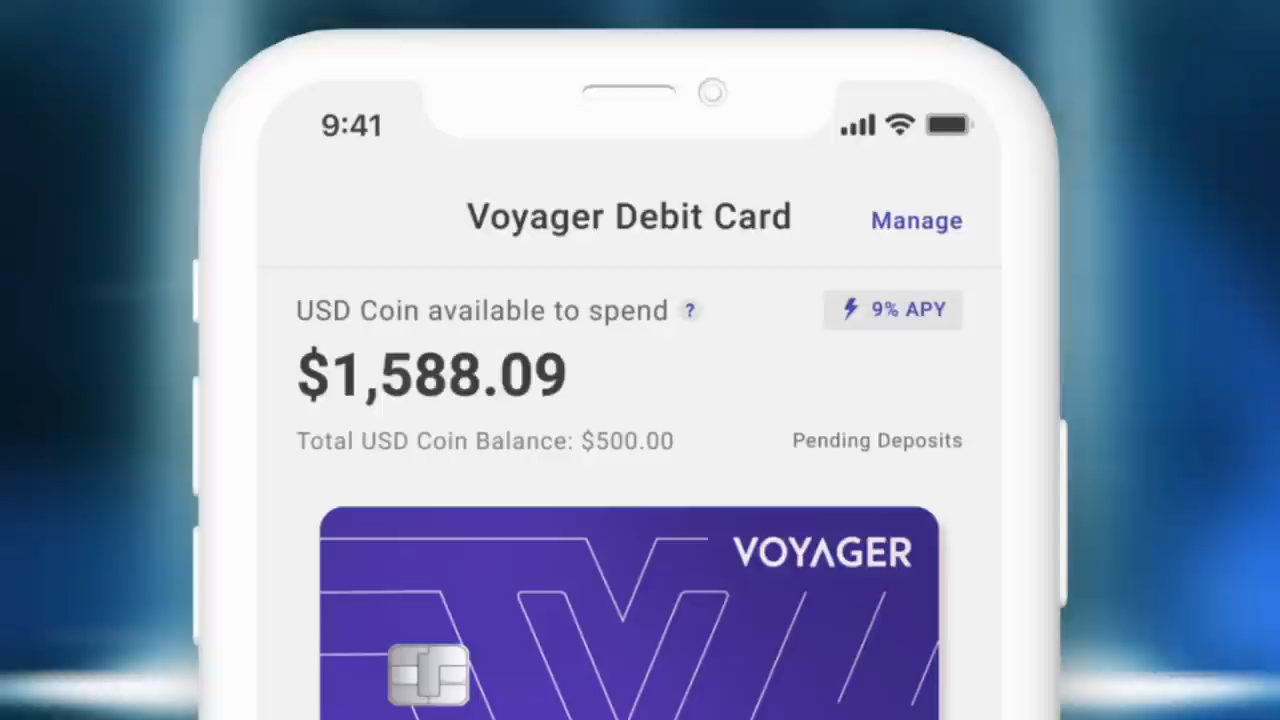 9:41
Voyager Debit Card
Manage
USD Coin available to spend ?
9% APY
$1,588.09
Total USD Coin Balance: $500.00
Pending Deposits
VOYAGER